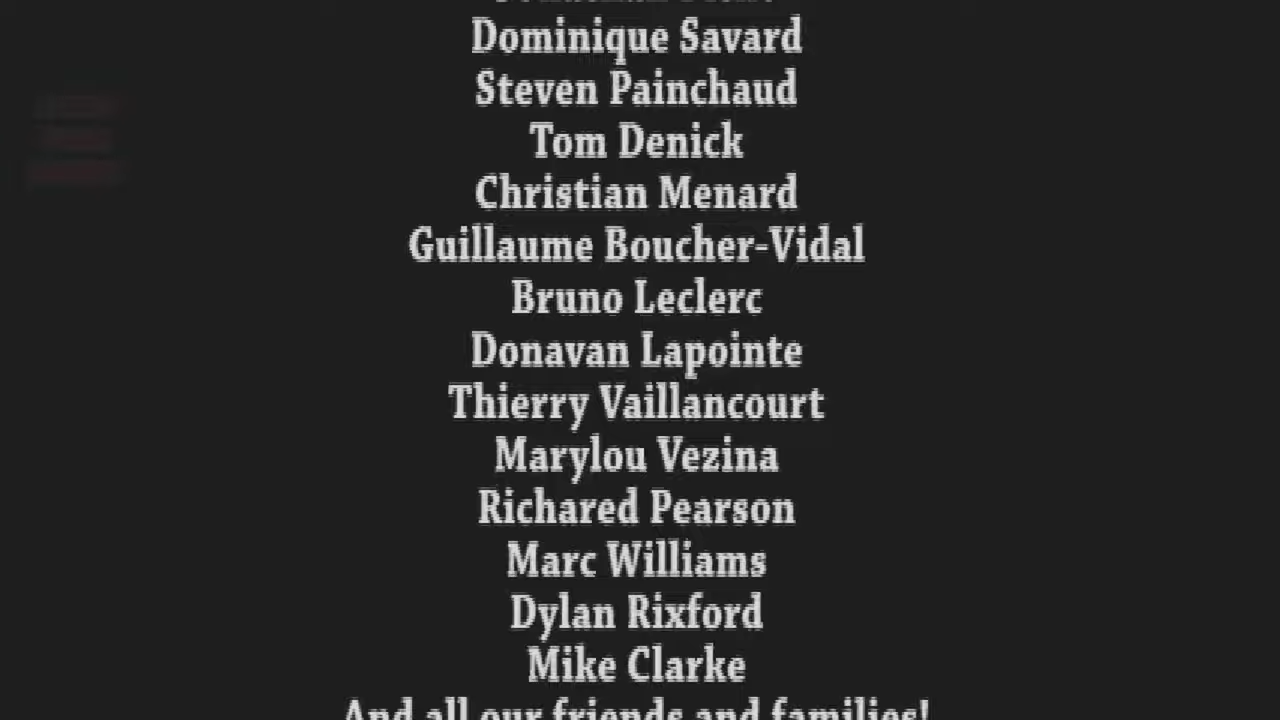 Dominique Savard
Steven Painchaud
Tom Denick
Christian Menard
Guillaume Boucher-Vidal
Bruno Leclerc
Donavan Lapointe
Thierry Vaillancourt
Marylou Vezina
Richared Pearson
Marc Williams
Dylan Rixford
Mike Clarke
And all our friends and families!